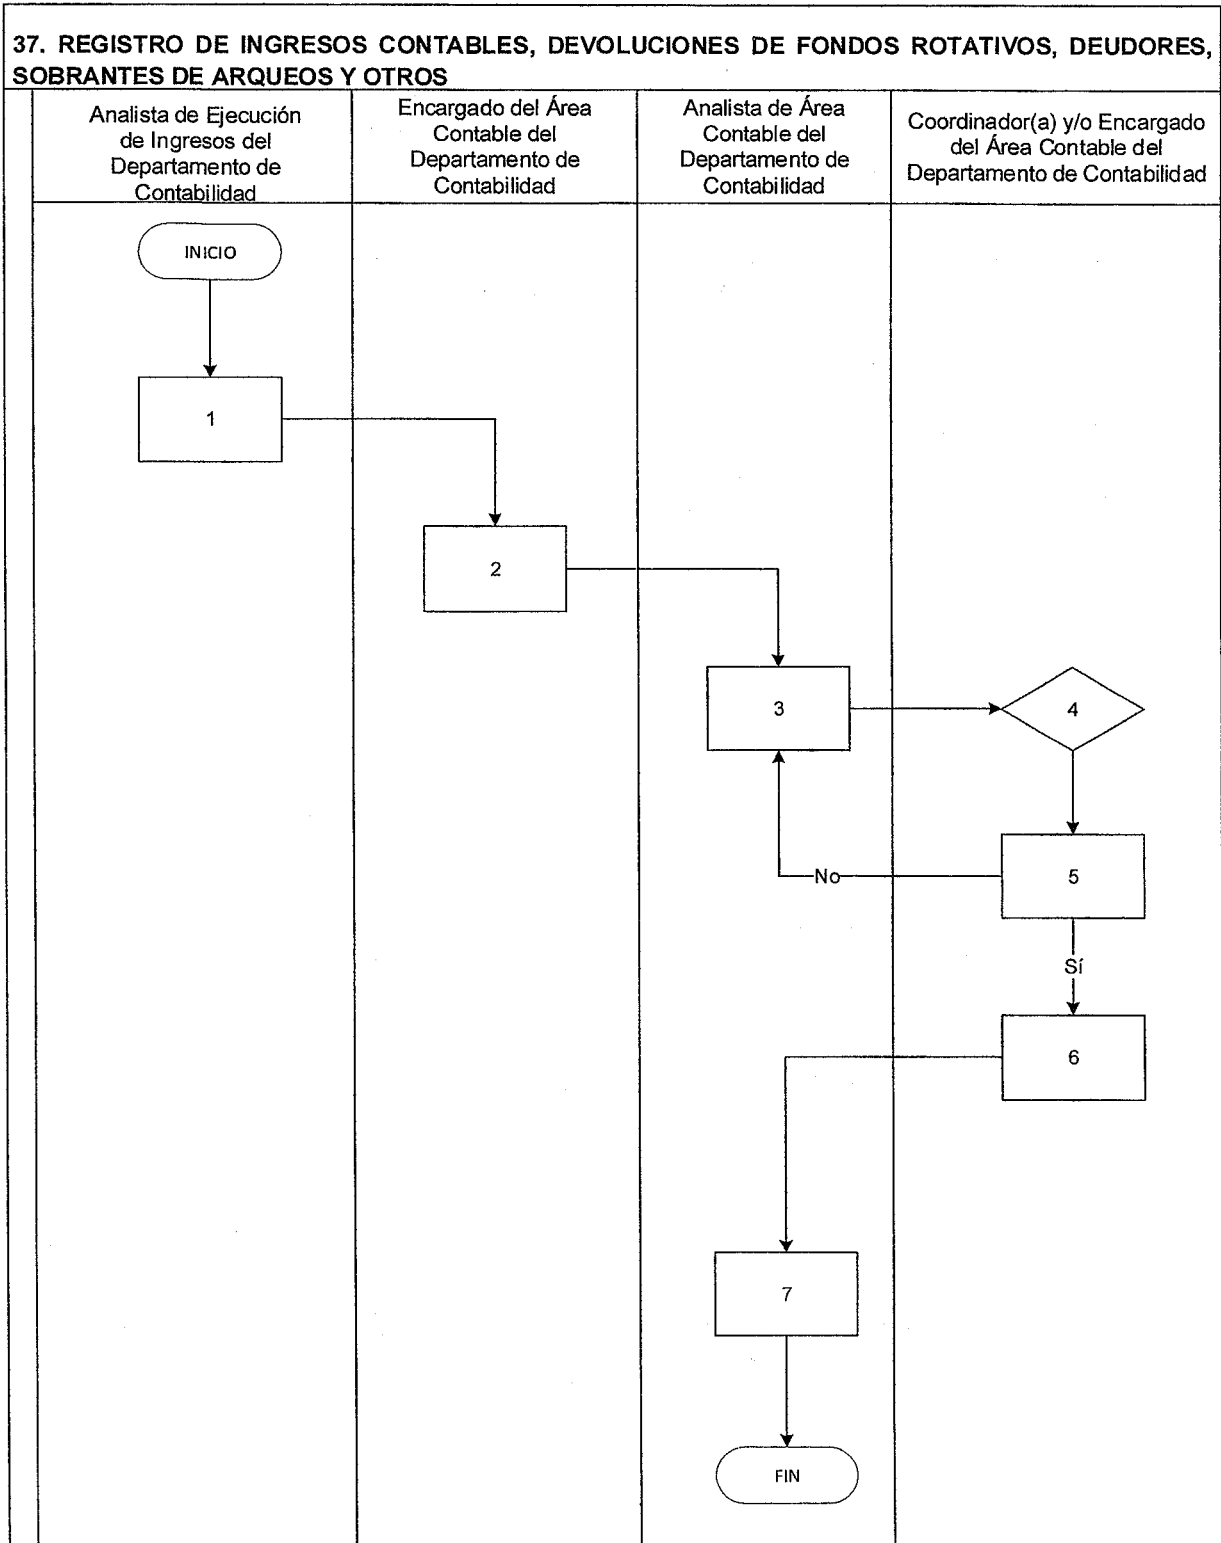 37. REGISTRO DE INGRESOS CONTABLES, DEVOLUCIONES DE FONDOS ROTATIVOS, DEUDORES,
SOBRANTES DE ARQUEOS Y OTROS
Analista de Ejecución
de Ingresos del
Departamento de
Contabilidad
Encargado del Área
Contable del
Departamento de
Contabilidad
Analista de Área
Contable del
Departamento de
Contabilidad
Coordinador(a) y/o Encargado
del Área Contable del
Departamento de Contabilidad
INICIO
1
2
3
4
No
5
Sí
6
7
FIN